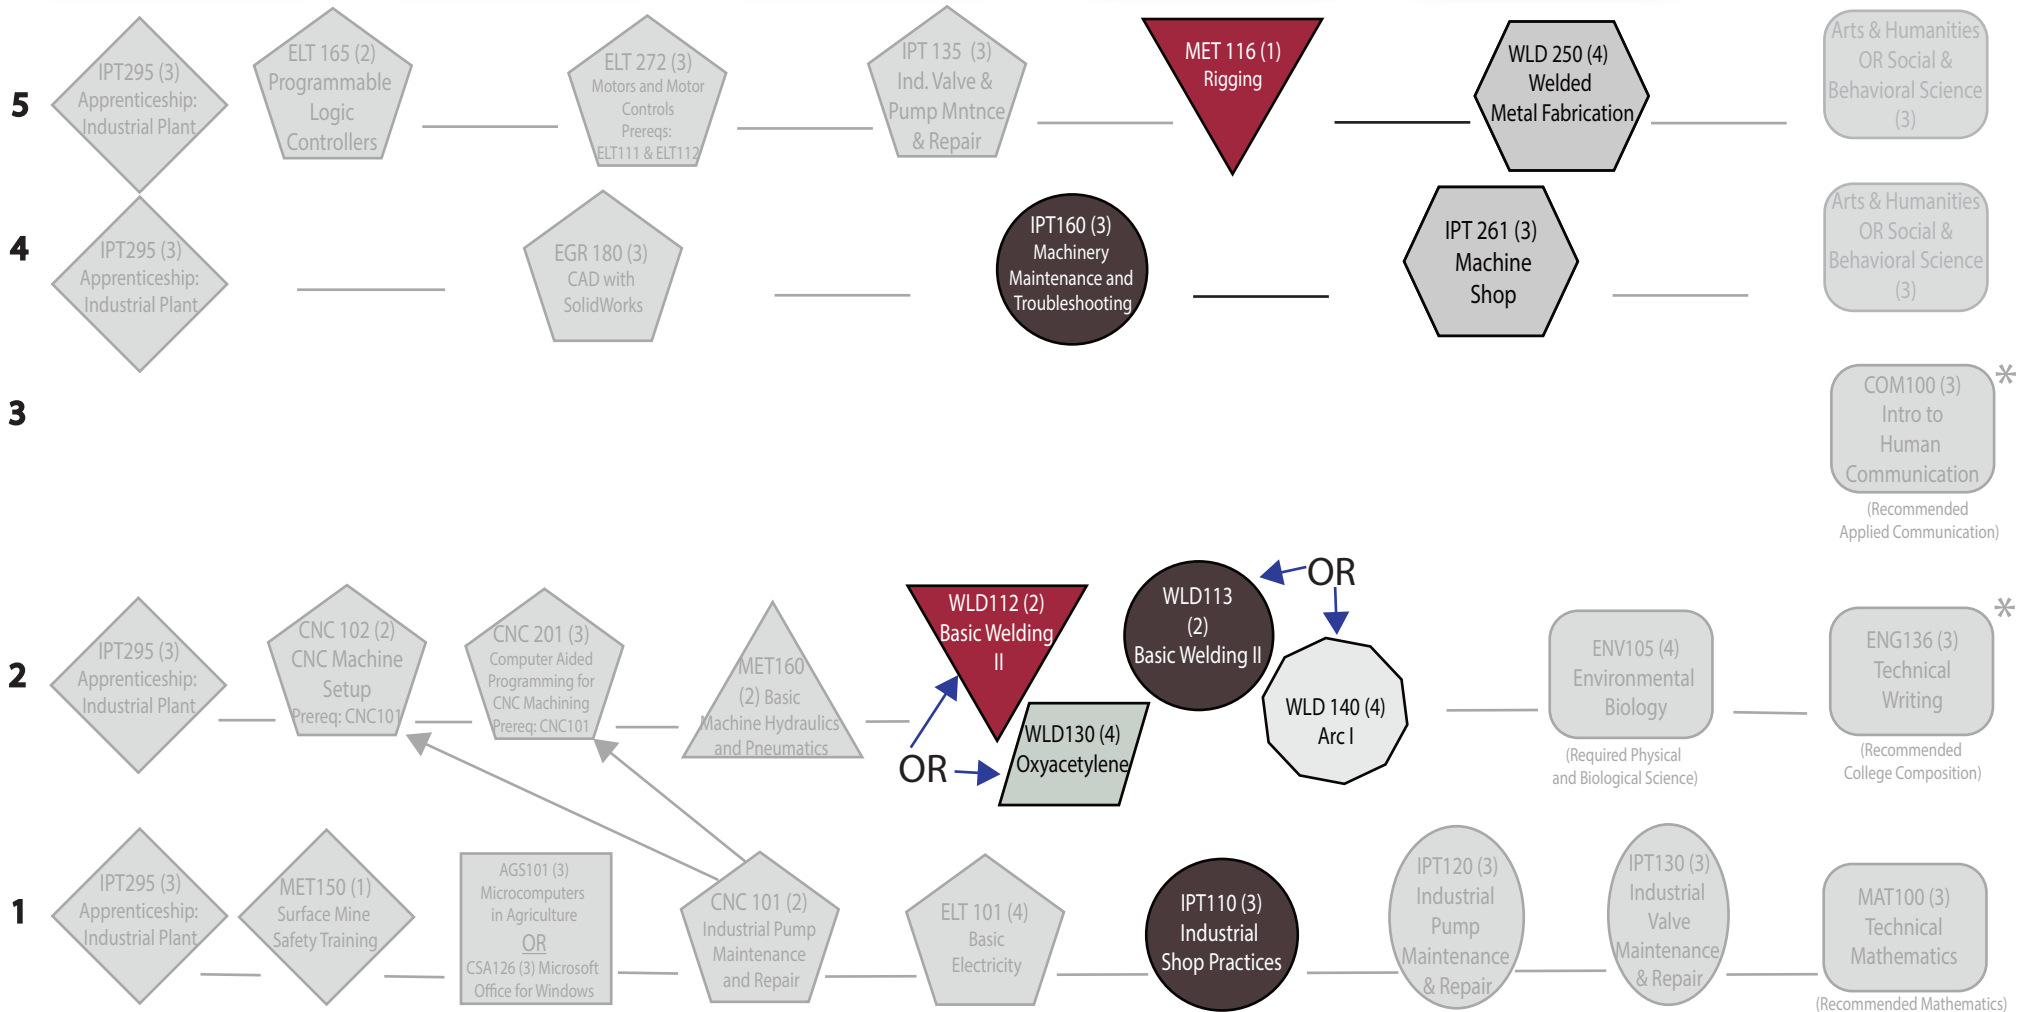 5
IPT295 (3)
Apprenticeship:
Industrial Plant
ELT 165 (2)
Programmable
Logic
Controllers
ELT 272 (3)
Motors and Motor
Controls
Prereqs:
ELT111 & ELT112
IPT 135 (3)
Ind. Valve &
Pump Mntnce
& Repair
MET 116 (1)
Rigging
WLD 250 (4)
Welded
Metal Fabrication
Arts & Humanities
OR Social &
Behavioral Science
(3)
4
IPT295 (3)
Apprenticeship:
Industrial Plant
EGR 180 (3)
CAD with
SolidWorks
IPT160 (3)
Machinery
Maintenance and
Troubleshooting
IPT 261 (3)
Machine
Shop
Arts & Humanities
OR Social &
Behavioral Science
(3)
3
COM100 (3)
Intro to
Human
Communication
*
(Recommended
Applied Communication)
2
IPT295 (3)
Apprenticeship:
Industrial Plant
CNC 102 (2)
CNC Machine
Setup
Prereq: CNC101
CNC 201 (3)
Computer Aided
Programming for
CNC Machining
Prereq: CNC101
MET160
(2) Basic
Machine Hydraulics
and Pneumatics
WLD112 (2)
Basic Welding
II
OR
WLD130 (4)
Oxyacetylene
WLD113
(2)
Basic Welding II
OR
WLD 140 (4)
Arc I
ENV105 (4)
Environmental
Biology
(Required Physical
and Biological Science)
ENG136 (3)
Technical
Writing
*
(Recommended
College Composition)
1
IPT295 (3)
Apprenticeship:
Industrial Plant
MET150 (1)
Surface Mine
Safety Training
AGS101 (3)
Microcomputers
in Agriculture
OR
CSA126 (3) Microsoft
Office for Windows
CNC 101 (2)
Industrial Pump
Maintenance
and Repair
ELT 101 (4)
Basic
Electricity
IPT110 (3)
Industrial
Shop Practices
IPT120 (3)
Industrial
Pump
Maintenance
& Repair
IPT130 (3)
Industrial
Valve
Maintenance
& Repair
MAT100 (3)
Technical
Mathematics
(Recommended Mathematics)